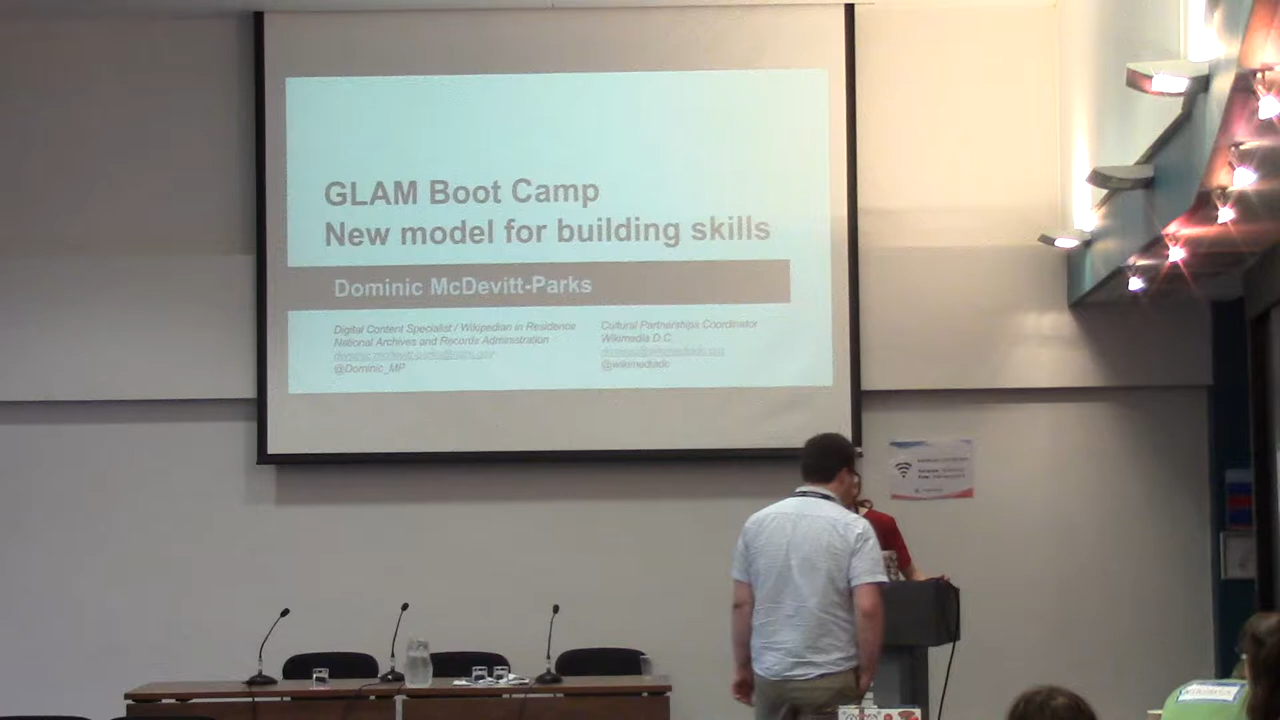 GLAM Boot Camp
New model for building skills
Dominic McDevitt-Parks
Digital Content Specialist / Wikipedian in Residence
National Archives and Records Administration
@Dominic_MP
Cultural Partnerships Coordinator
Wikimedia D.C.
@wikimediadc